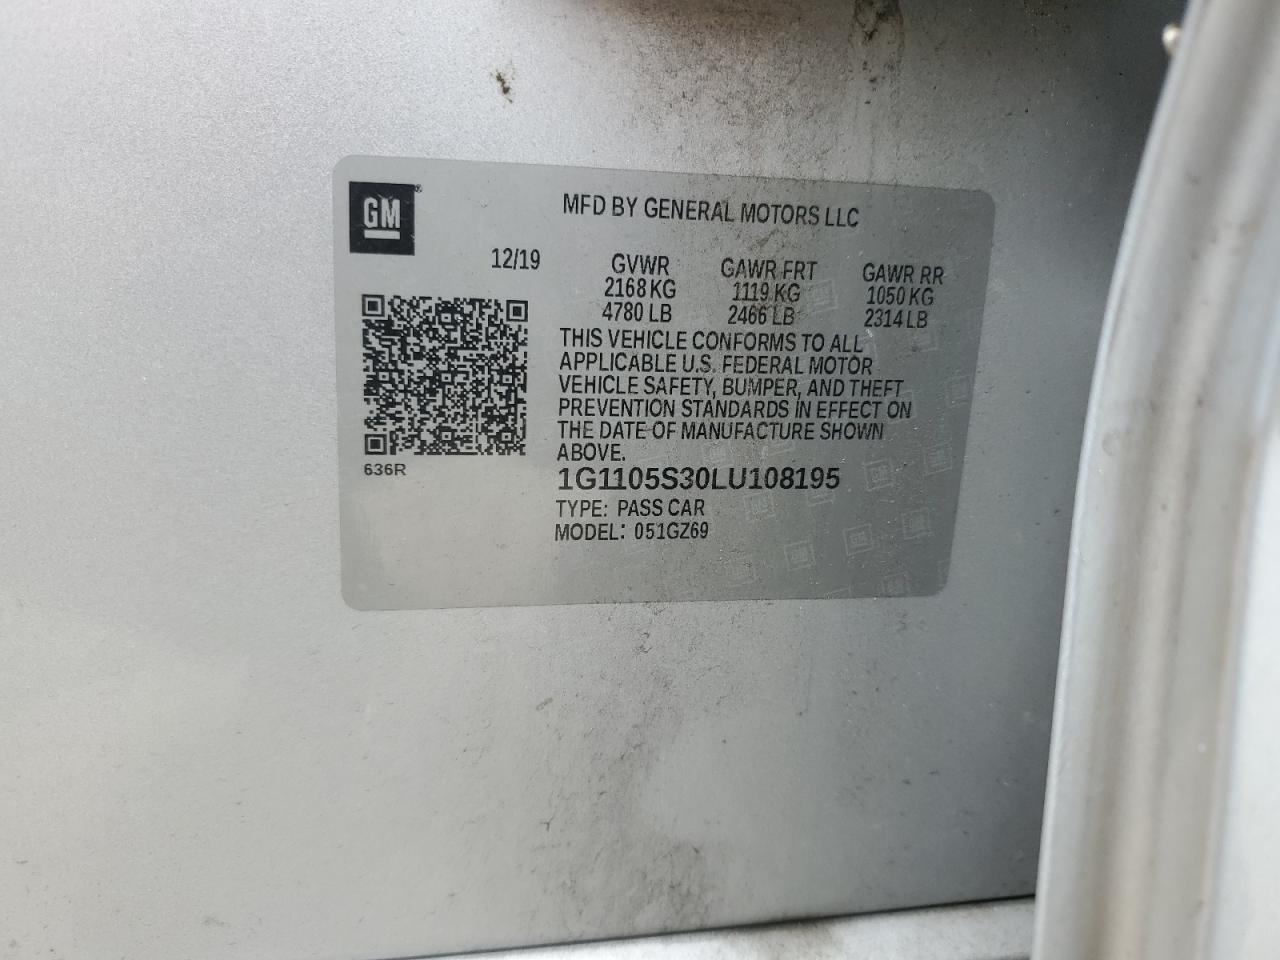 GM
MFD BY GENERAL MOTORS LLC
12/19
GVWR GAWR FRT GAWR RR
2168 KG 1119 KG 1050 KG
4780 LB 2466 LB 2314 LB
THIS VEHICLE CONFORMS TO ALL
APPLICABLE U.S. FEDERAL MOTOR
VEHICLE SAFETY, BUMPER, AND THEFT
PREVENTION STANDARDS IN EFFECT ON
THE DATE OF MANUFACTURE SHOWN
ABOVE.
636R
1G1105S30LU108195
TYPE: PASS CAR
MODEL: 051GZ69